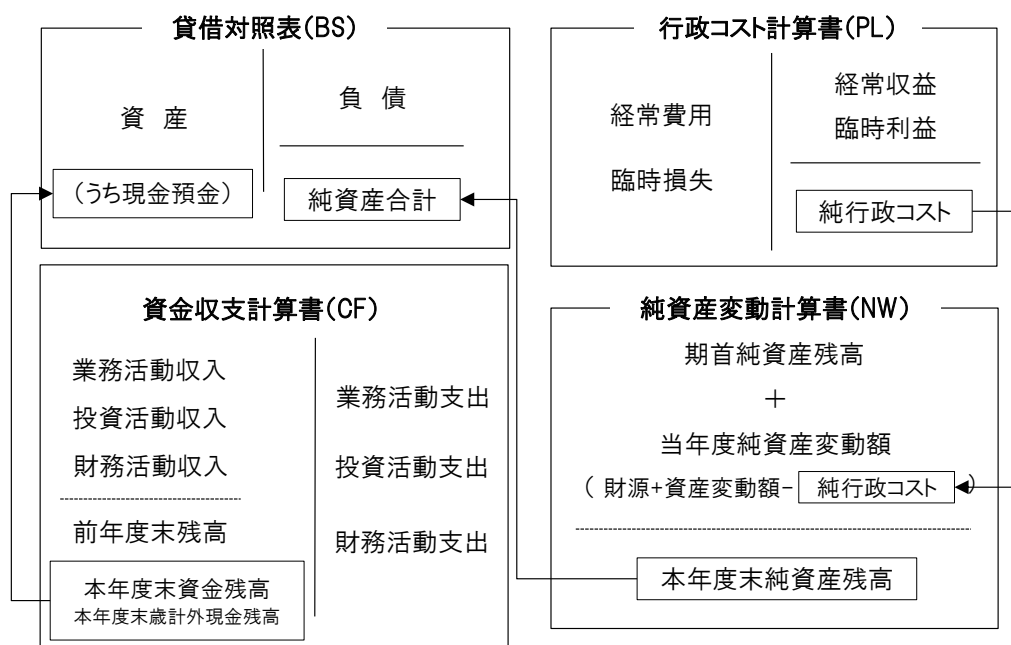 貸借対照表(BS)
資 産
(うち現金預金)
負 債
純資産合計
行政コスト計算書(PL)
経常費用
臨時損失
経常収益
臨時利益
純行政コスト
資金収支計算書(CF)
業務活動収入
投資活動収入
財務活動収入
前年度末残高
本年度末資金残高
本年度末歳計外現金残高
業務活動支出
投資活動支出
財務活動支出
純資産変動計算書(NW)
期首純資産残高
+
当年度純資産変動額
( 財源+資産変動額- 純行政コスト )
本年度末純資産残高